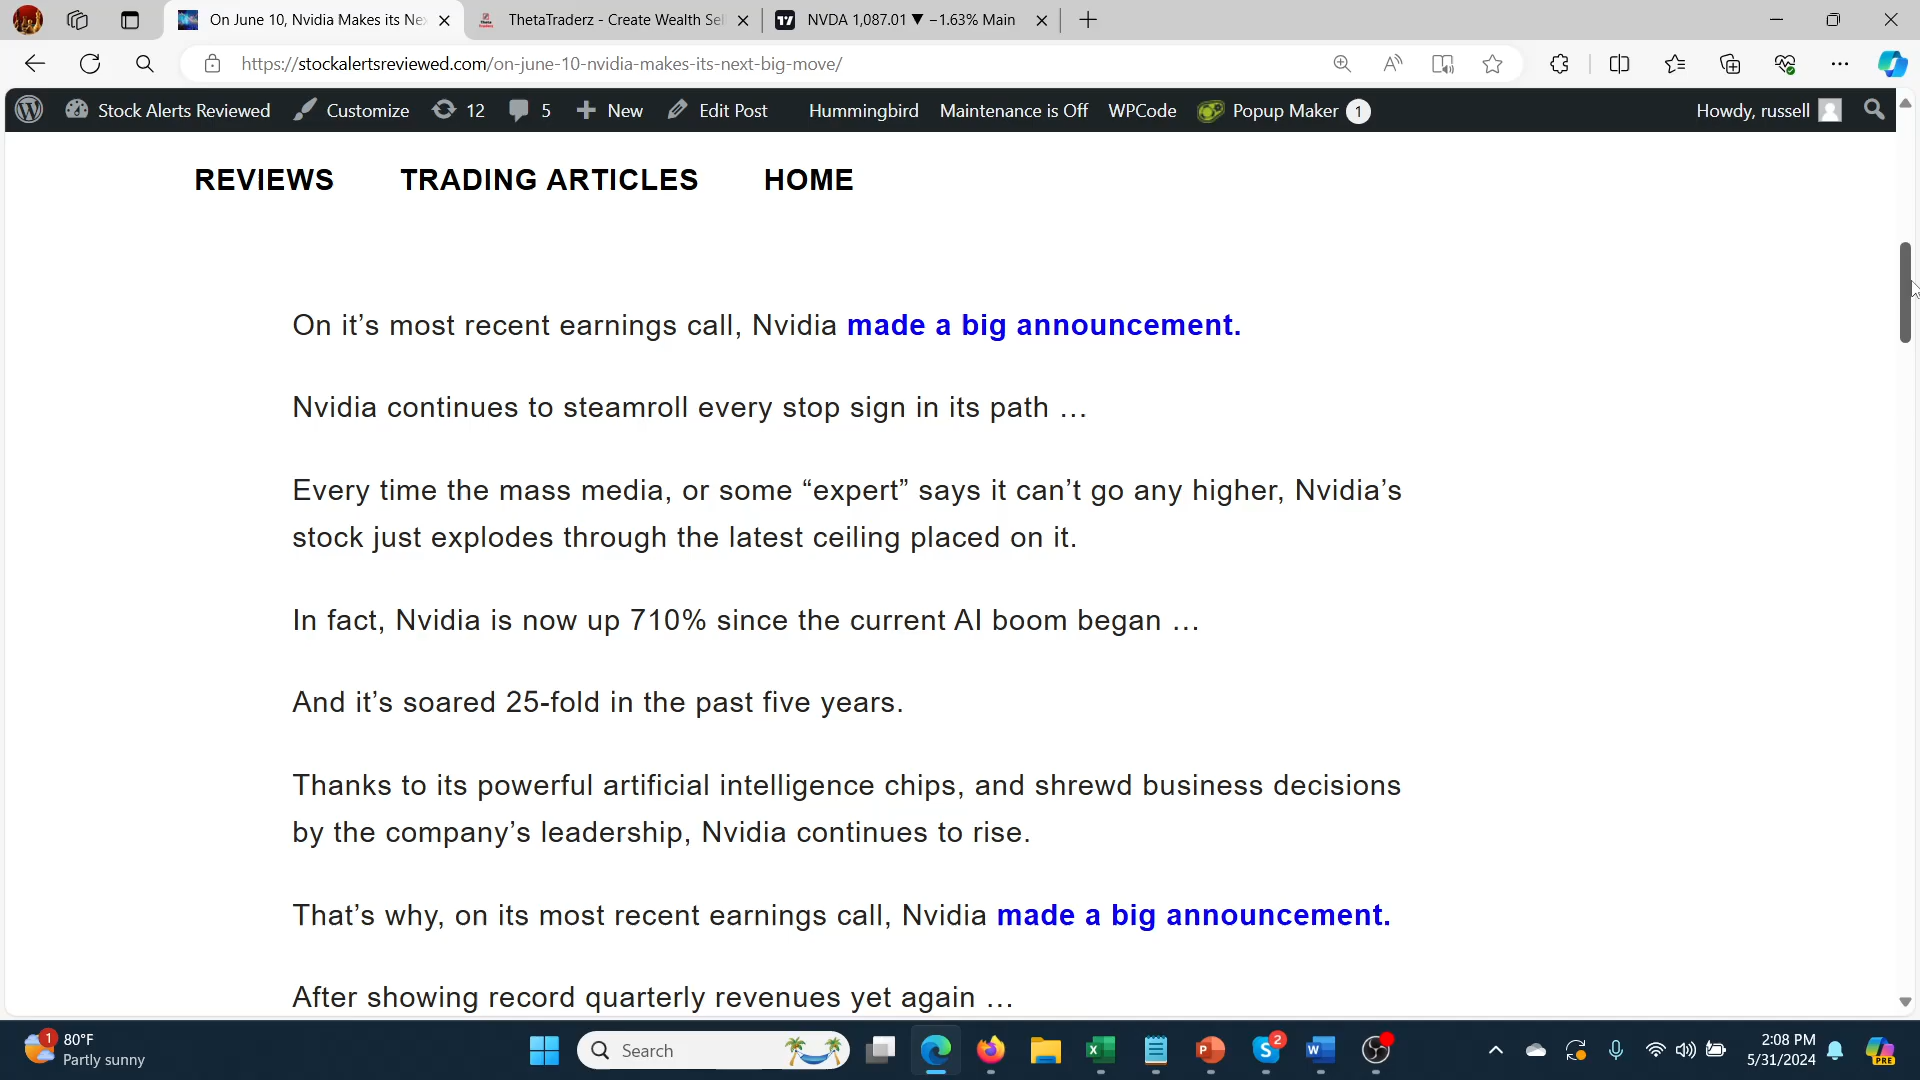 On June 10, Nvidia Makes its Ne
ThetaTraderz - Create Wealth Sel
NVDA 1,087.01 ▼ −1.63% Main
https://stockalertsreviewed.com/on-june-10-nvidia-makes-its-next-big-move/
Stock Alerts Reviewed
Customize
12
5
New
Edit Post
Hummingbird
Maintenance is Off
WPCode
Popup Maker 1
Howdy, russell
REVIEWS
TRADING ARTICLES
HOME
On it’s most recent earnings call, Nvidia made a big announcement.
Nvidia continues to steamroll every stop sign in its path …
Every time the mass media, or some “expert” says it can’t go any higher, Nvidia’s
stock just explodes through the latest ceiling placed on it.
In fact, Nvidia is now up 710% since the current AI boom began …
And it’s soared 25-fold in the past five years.
Thanks to its powerful artificial intelligence chips, and shrewd business decisions
by the company’s leadership, Nvidia continues to rise.
That’s why, on its most recent earnings call, Nvidia made a big announcement.
After showing record quarterly revenues yet again …
1
80°F
Partly sunny
Search
2
2:08 PM
5/31/2024
PRE